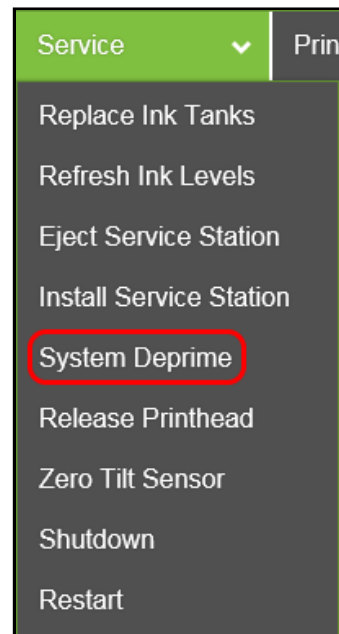 Service Prin
Replace Ink Tanks
Refresh Ink Levels
Eject Service Station
Install Service Station
System Deprime
Release Printhead
Zero Tilt Sensor
Shutdown
Restart